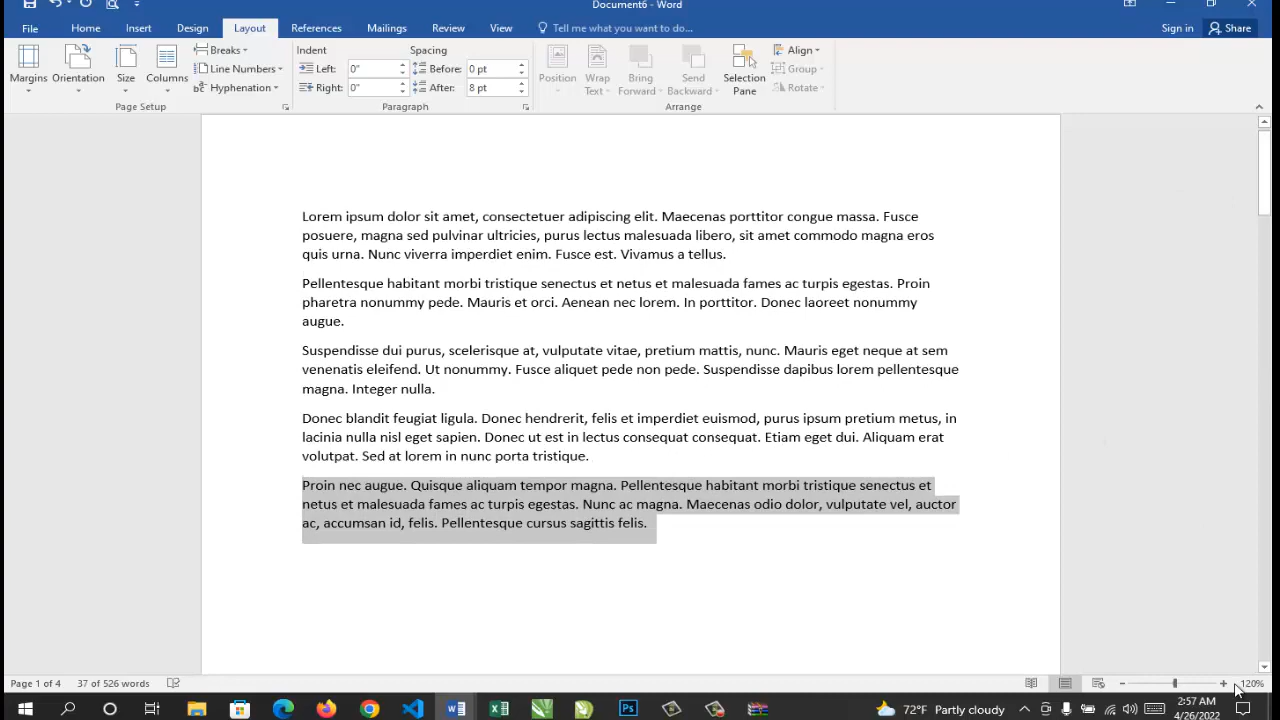 Document6 - Word
File Home Insert Design Layout References Mailings Review View Tell me what you want to do... Sign in Share
Margins Orientation Size Columns
Breaks
Line Numbers
Hyphenation
Page Setup
Indent
Left: 0"
Right: 0"
Spacing
Before: 0 pt
After: 8 pt
Paragraph
Position
Wrap
Text
Bring
Forward
Send
Backward
Selection
Pane
Align
Group
Rotate
Arrange
Lorem ipsum dolor sit amet, consectetuer adipiscing elit. Maecenas porttitor congue massa. Fusce
posuere, magna sed pulvinar ultricies, purus lectus malesuada libero, sit amet commodo magna eros
quis urna. Nunc viverra imperdiet enim. Fusce est. Vivamus a tellus.
Pellentesque habitant morbi tristique senectus et netus et malesuada fames ac turpis egestas. Proin
pharetra nonummy pede. Mauris et orci. Aenean nec lorem. In porttitor. Donec laoreet nonummy
augue.
Suspendisse dui purus, scelerisque at, vulputate vitae, pretium mattis, nunc. Mauris eget neque at sem
venenatis eleifend. Ut nonummy. Fusce aliquet pede non pede. Suspendisse dapibus lorem pellentesque
magna. Integer nulla.
Donec blandit feugiat ligula. Donec hendrerit, felis et imperdiet euismod, purus ipsum pretium metus, in
lacinia nulla nisl eget sapien. Donec ut est in lectus consequat consequat. Etiam eget dui. Aliquam erat
volutpat. Sed at lorem in nunc porta tristique.
Proin nec augue. Quisque aliquam tempor magna. Pellentesque habitant morbi tristique senectus et
netus et malesuada fames ac turpis egestas. Nunc ac magna. Maecenas odio dolor, vulputate vel, auctor
ac, accumsan id, felis. Pellentesque cursus sagittis felis.
Page 1 of 4 37 of 526 words 120%
72°F Partly cloudy
2:57 AM
4/26/2022
Ps